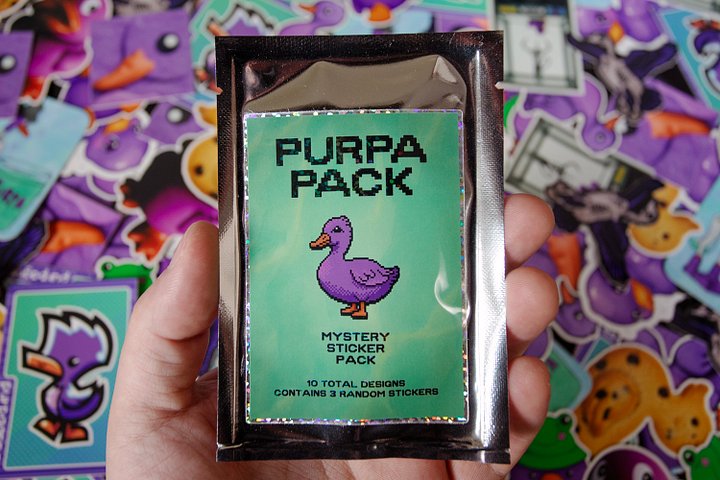 PURPA
PACK
MYSTERY
STICKER
PACK
10 TOTAL DESIGNS
CONTAINS 3 RANDOM STICKERS